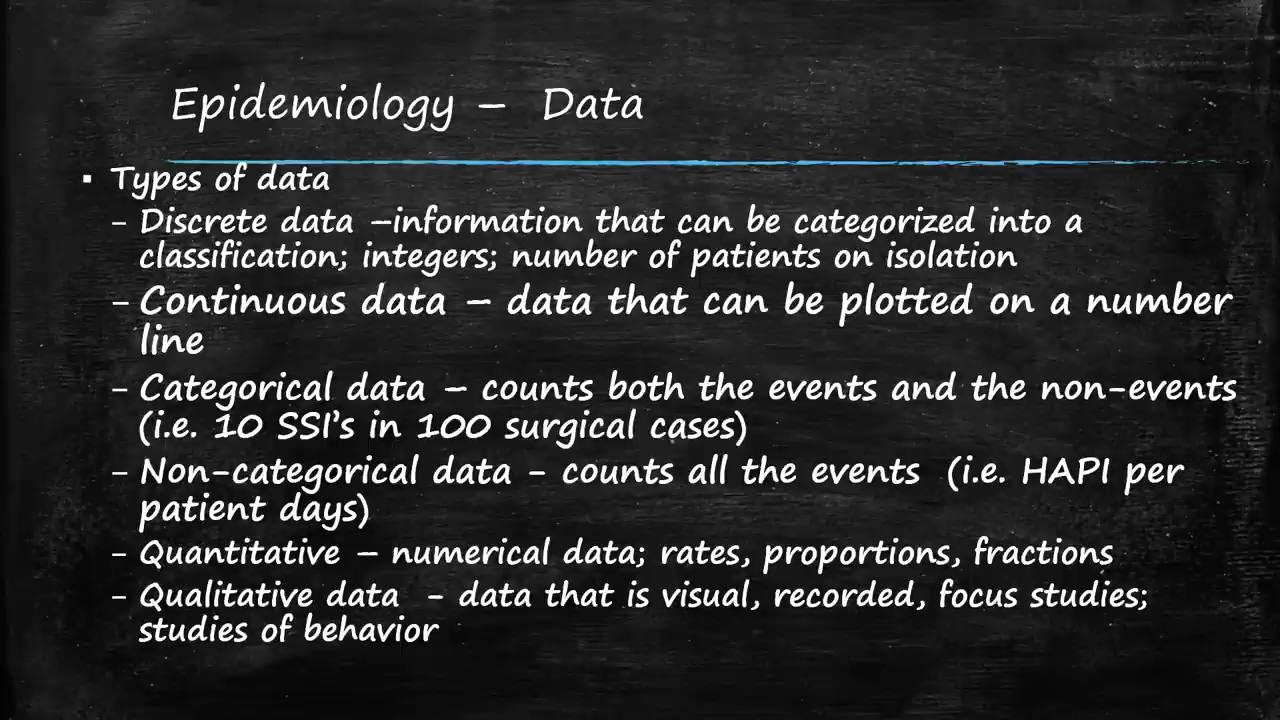 Epidemiology – Data
▪ Types of data
– Discrete data –information that can be categorized into a
classification; integers; number of patients on isolation
– Continuous data – data that can be plotted on a number
line
– Categorical data – counts both the events and the non-events
(i.e. 10 SSI’s in 100 surgical cases)
– Non-categorical data - counts all the events (i.e. HAPI per
patient days)
– Quantitative – numerical data; rates, proportions, fractions
– Qualitative data - data that is visual, recorded, focus studies;
studies of behavior